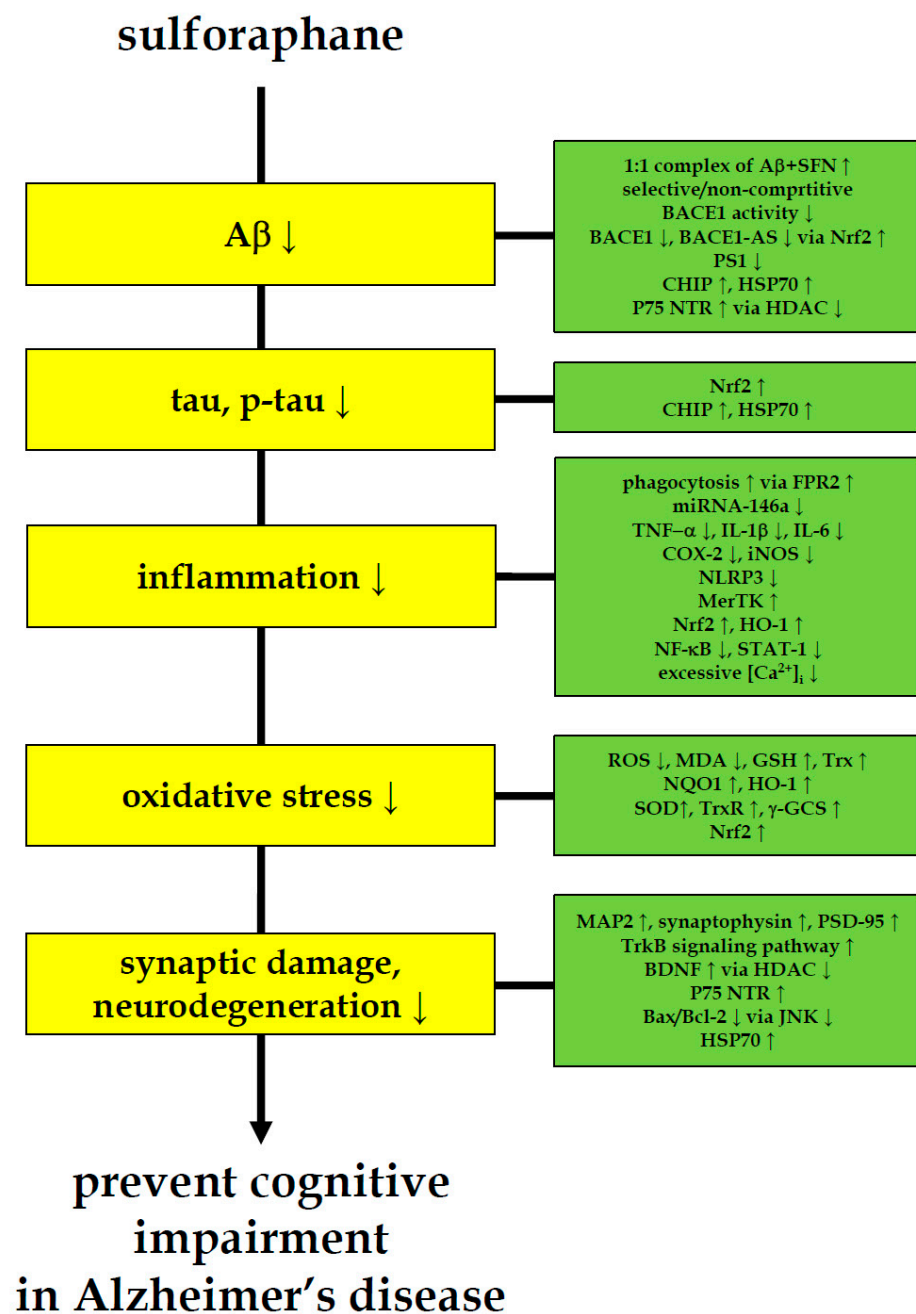 sulforaphane
Aβ ↓
1:1 complex of Aβ+SFN ↑
selective/non-comprtitive
BACE1 activity ↓
BACE1 ↓, BACE1-AS ↓ via Nrf2 ↑
PS1 ↓
CHIP ↑, HSP70 ↑
P75 NTR ↑ via HDAC ↓
tau, p-tau ↓
Nrf2 ↑
CHIP ↑, HSP70 ↑
inflammation ↓
phagocytosis ↑ via FPR2 ↑
miRNA-146a ↓
TNF–α ↓, IL-1β ↓, IL-6 ↓
COX-2 ↓, iNOS ↓
NLRP3 ↓
MerTK ↑
Nrf2 ↑, HO-1 ↑
NF-κB ↓, STAT-1 ↓
excessive [Ca²⁺]ᵢ ↓
oxidative stress ↓
ROS ↓, MDA ↓, GSH ↑, Trx ↑
NQO1 ↑, HO-1 ↑
SOD↑, TrxR ↑, γ-GCS ↑
Nrf2 ↑
synaptic damage,
neurodegeneration ↓
MAP2 ↑, synaptophysin ↑, PSD-95 ↑
TrkB signaling pathway ↑
BDNF ↑ via HDAC ↓
P75 NTR ↑
Bax/Bcl-2 ↓ via JNK ↓
HSP70 ↑
prevent cognitive
impairment
in Alzheimer's disease